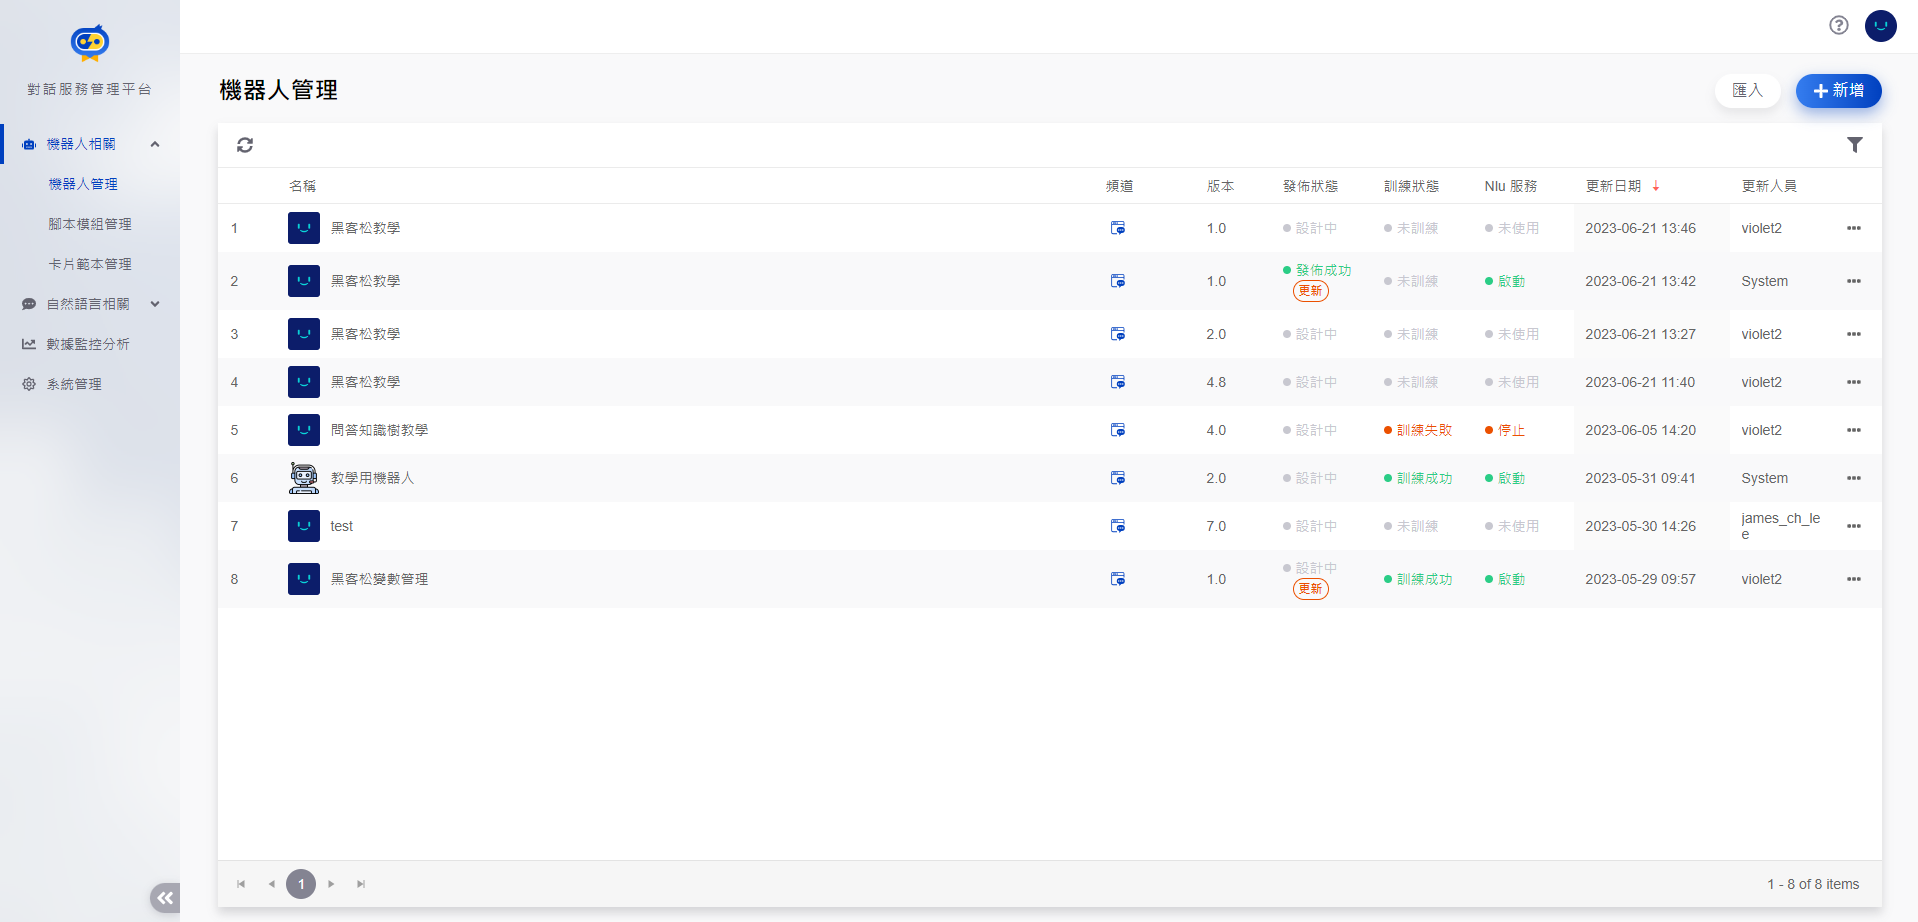 對話服務管理平台
機器人相關
機器人管理
腳本模組管理
卡片範本管理
自然語言相關
數據監控分析
系統管理
機器人管理
匯入
新增
名稱 頻道 版本 發佈狀態 訓練狀態 Nlu 服務 更新日期 更新人員
1 黑客松教學 1.0 設計中 未訓練 未使用 2023-06-21 13:46 violet2
2 黑客松教學 1.0 發佈成功 更新 未訓練 啟動 2023-06-21 13:42 System
3 黑客松教學 2.0 設計中 未訓練 未使用 2023-06-21 13:27 violet2
4 黑客松教學 4.8 設計中 未訓練 未使用 2023-06-21 11:40 violet2
5 問答知識樹教學 4.0 設計中 訓練失敗 停止 2023-06-05 14:20 violet2
6 教學用機器人 2.0 設計中 訓練成功 啟動 2023-05-31 09:41 System
7 test 7.0 設計中 未訓練 未使用 2023-05-30 14:26 james_ch_le
e
8 黑客松變數管理 1.0 設計中 更新 訓練成功 啟動 2023-05-29 09:57 violet2
1
1 - 8 of 8 items